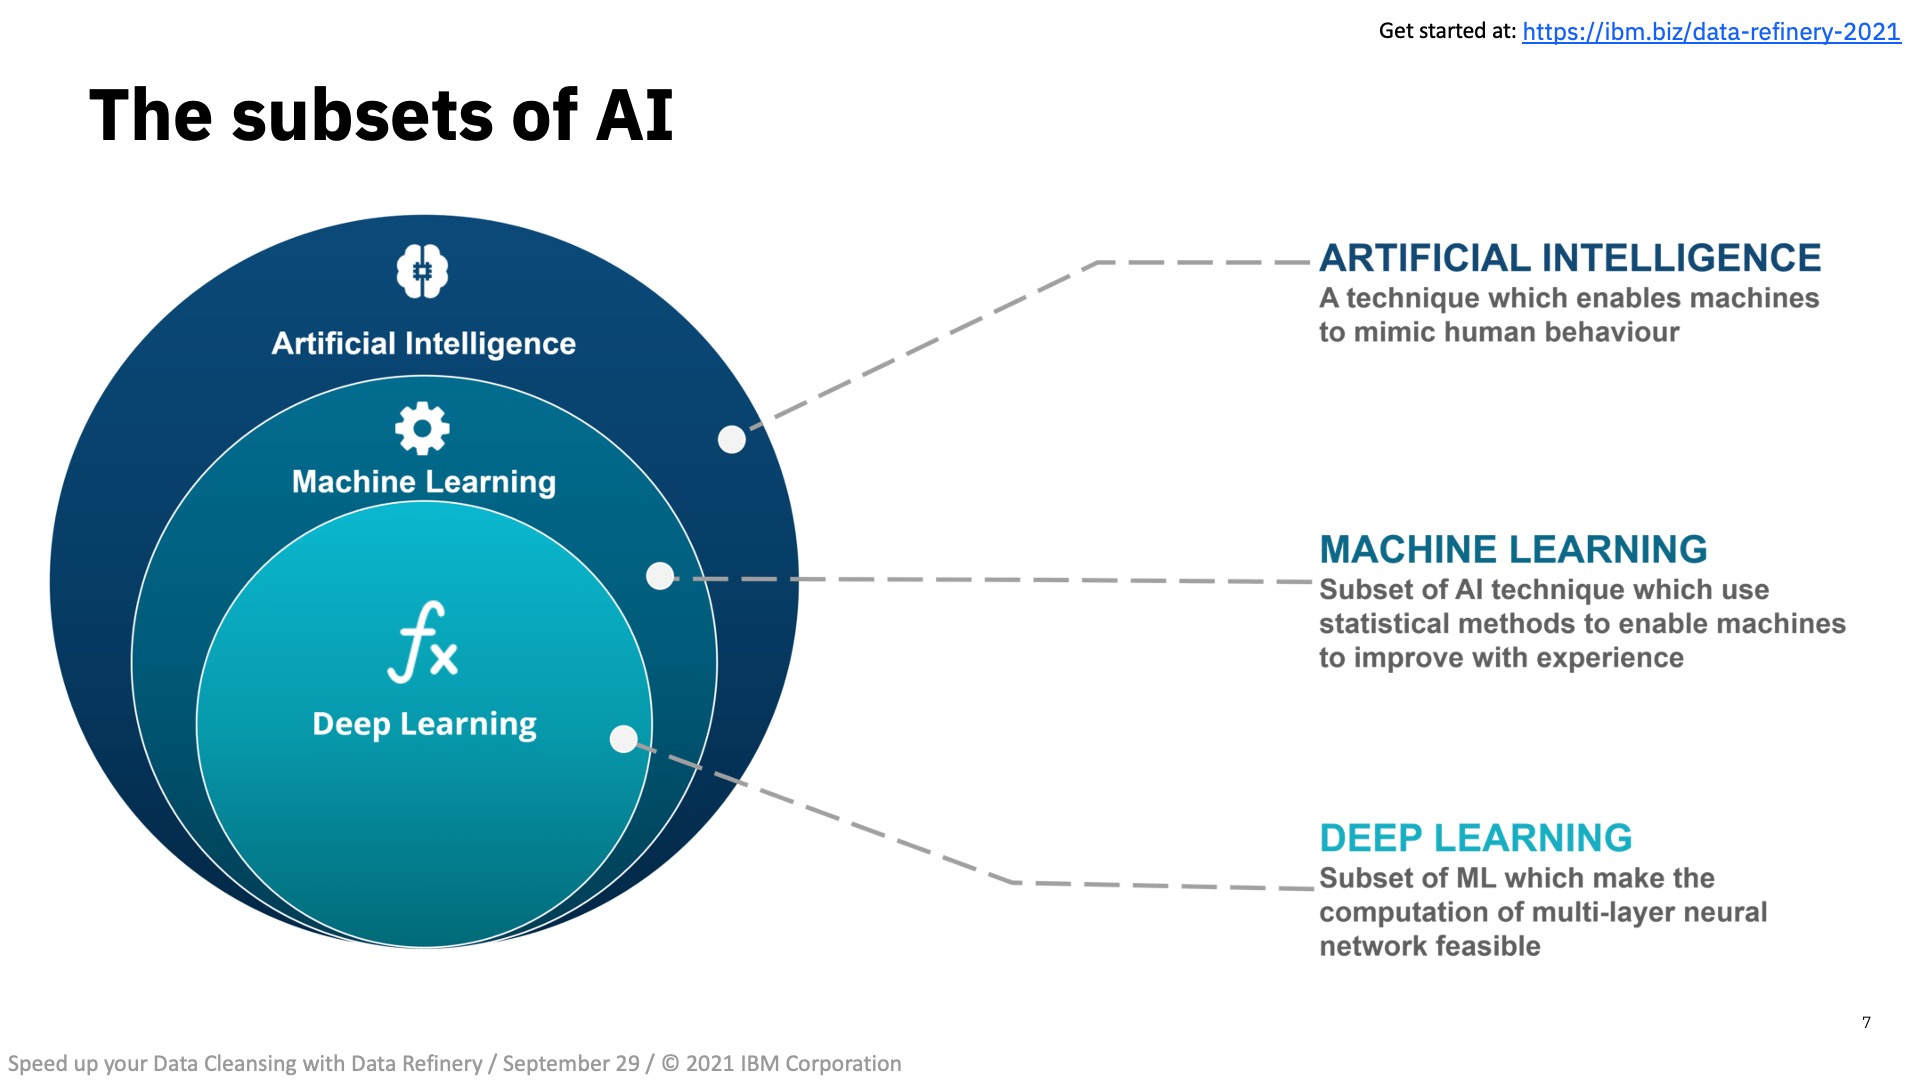 Get started at: https://ibm.biz/data-refinery-2021
The subsets of AI
Artificial Intelligence
Machine Learning
fx
Deep Learning
ARTIFICIAL INTELLIGENCE
A technique which enables machines
to mimic human behaviour
MACHINE LEARNING
Subset of AI technique which use
statistical methods to enable machines
to improve with experience
DEEP LEARNING
Subset of ML which make the
computation of multi-layer neural
network feasible
7
Speed up your Data Cleansing with Data Refinery / September 29 / © 2021 IBM Corporation